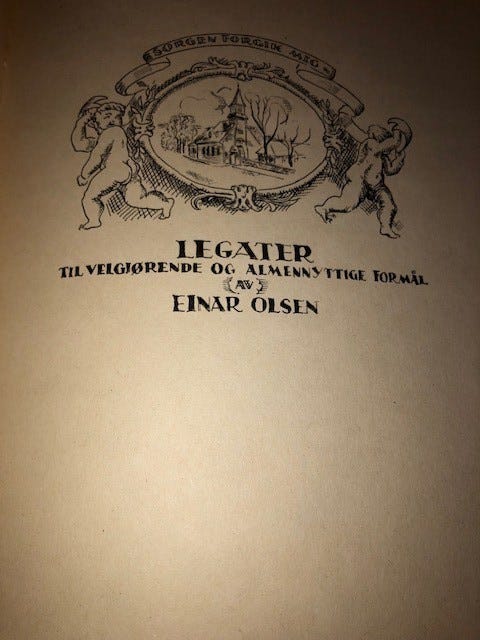 SORGEN FORGIK MIG
LEGATER
TIL VELGJØRENDE OG ALMENNYTTIGE FORMÅL
(AV)
EINAR OLSEN